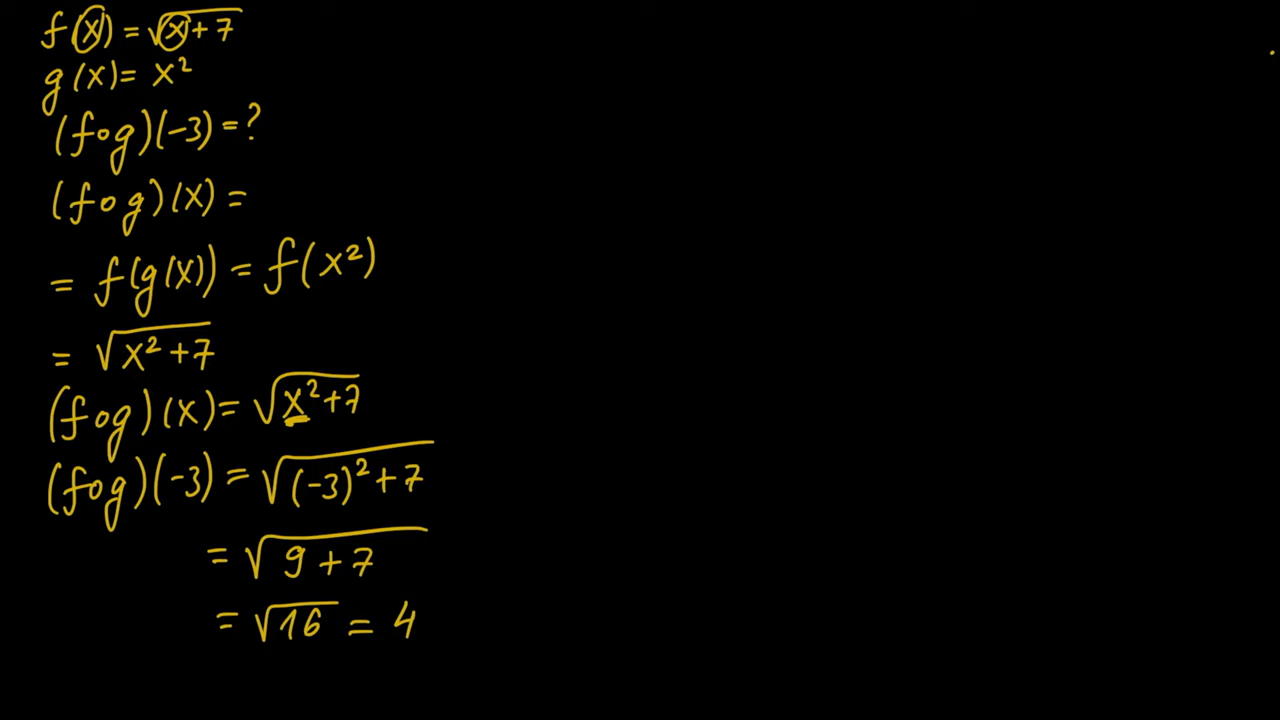 f(x) = √(x+7)
g(x) = x²
(f∘g)(-3) = ?
(f∘g)(x) =
= f(g(x)) = f(x²)
= √(x²+7)
(f∘g)(x) = √(x²+7)
(f∘g)(-3) = √((-3)²+7)
= √(9+7)
= √16 = 4